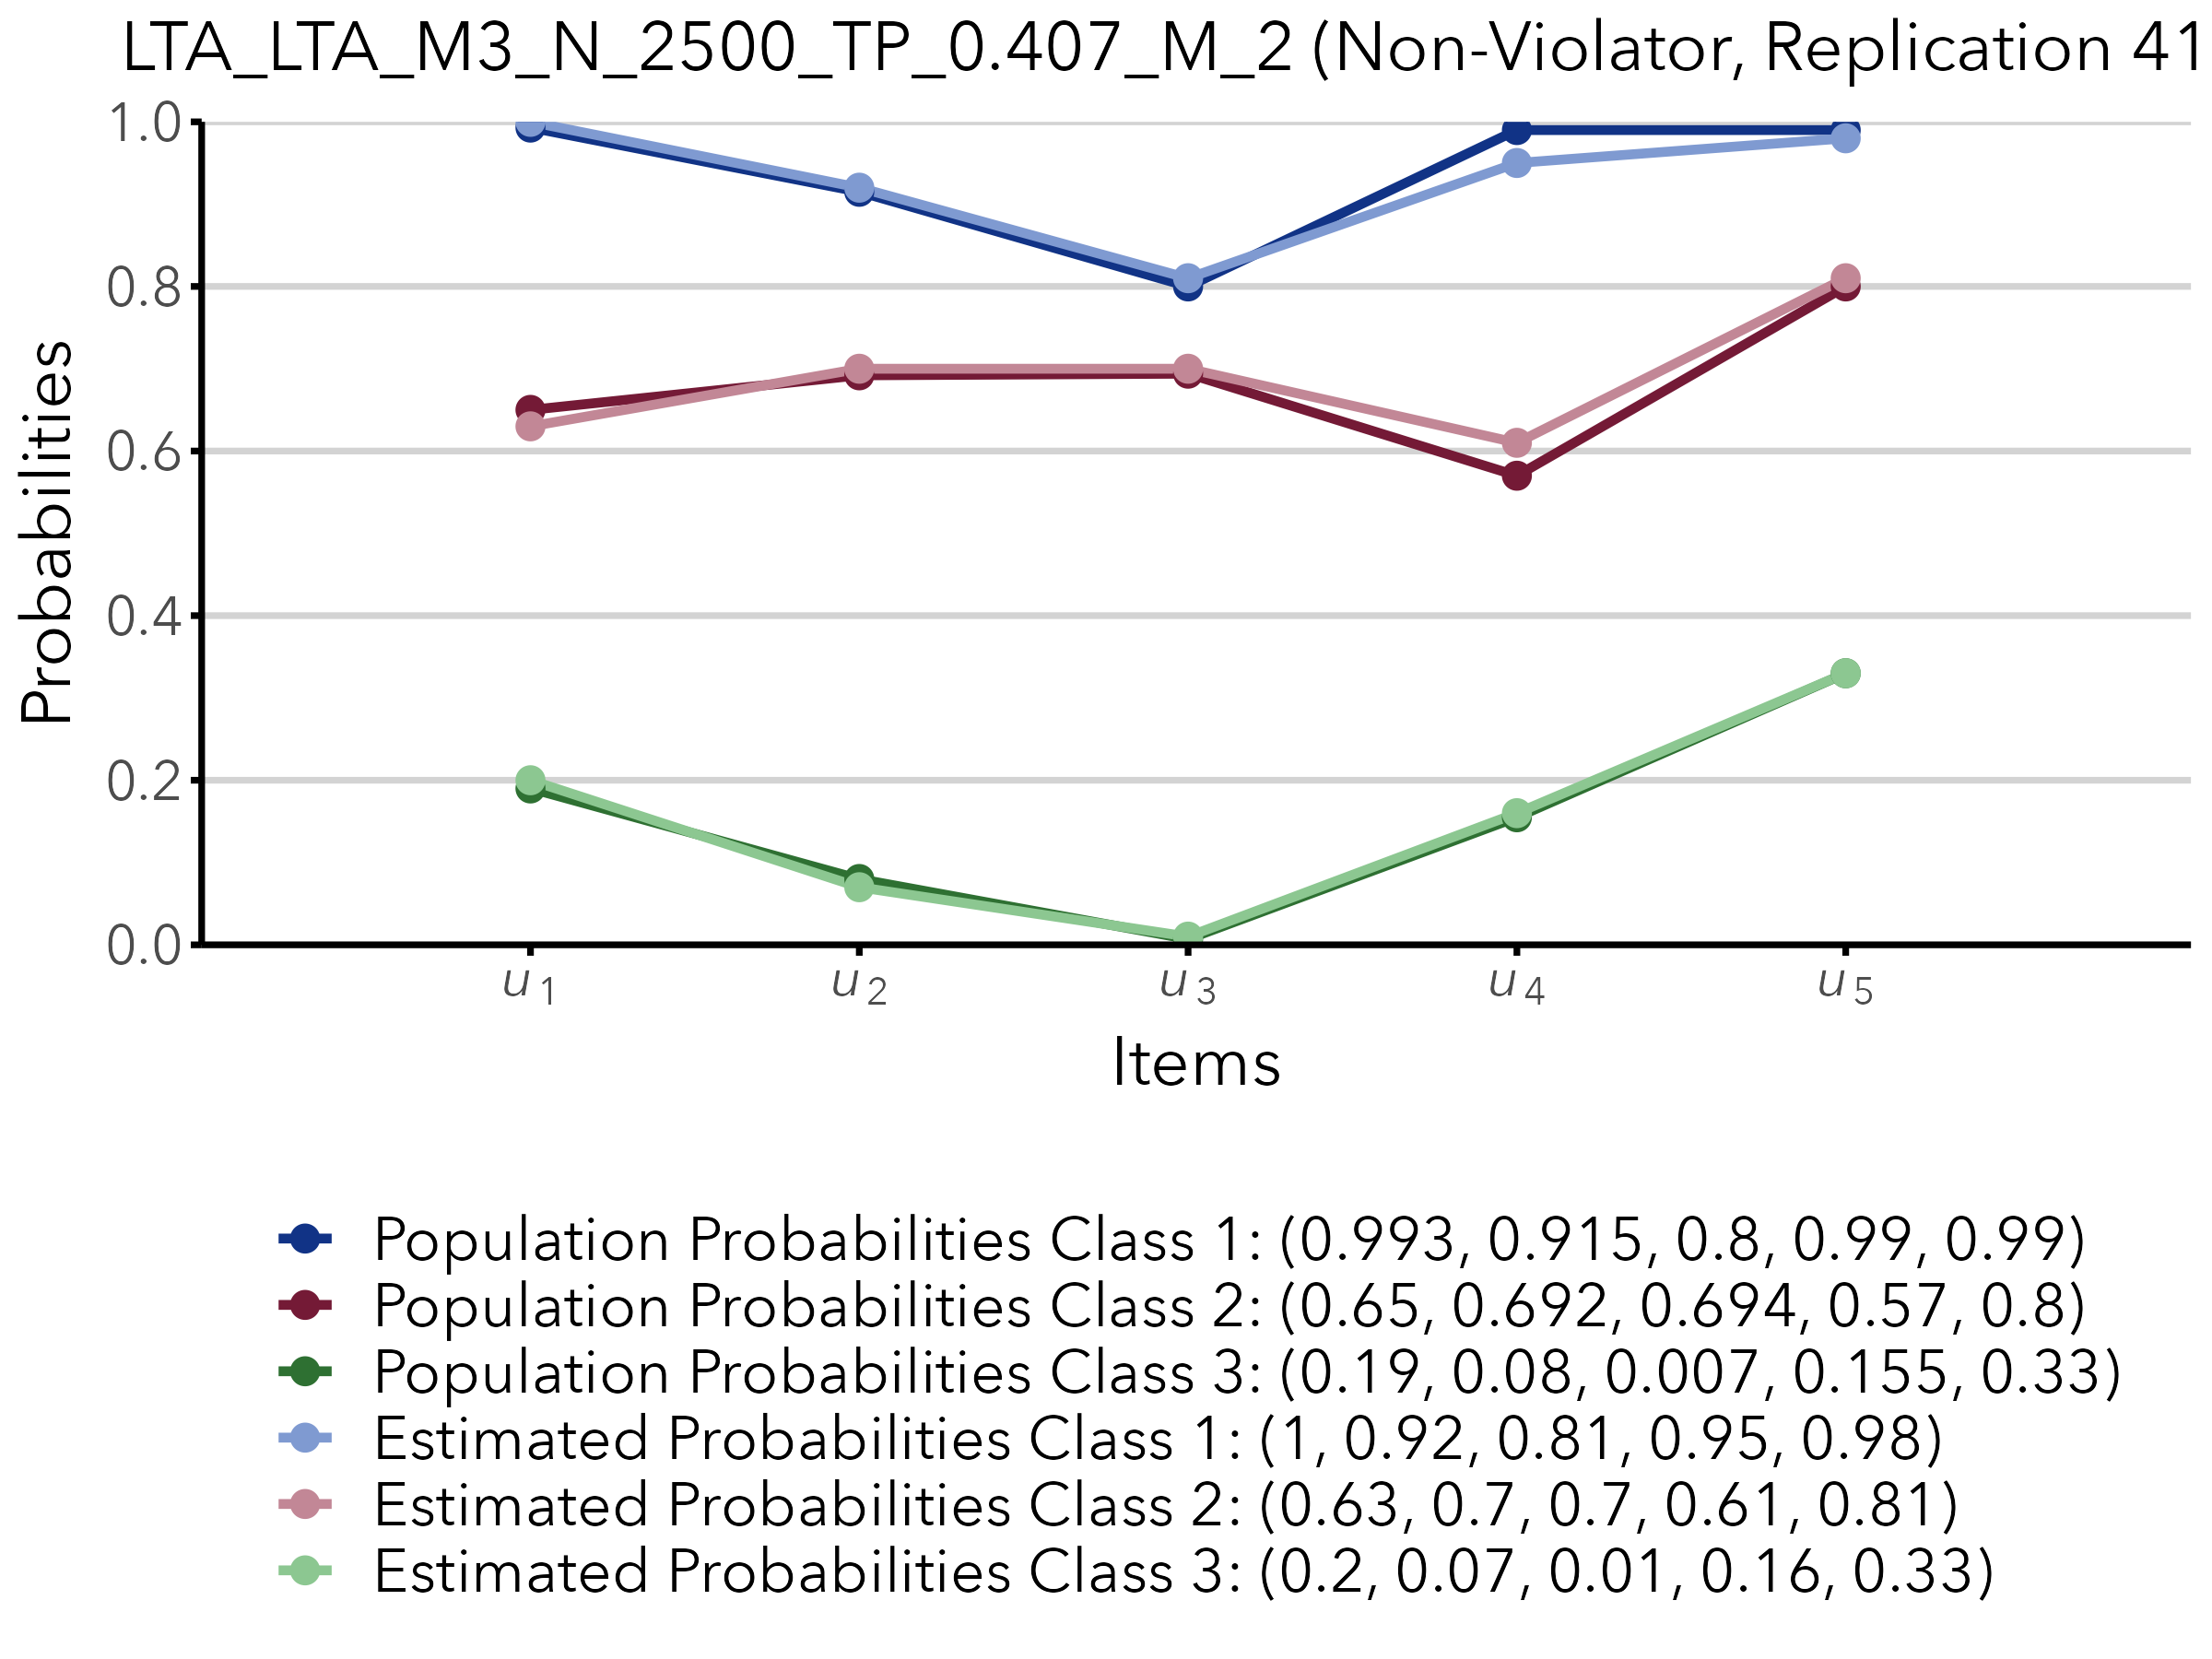 LTA_LTA_M3_N_2500_TP_0.407_M_2 (Non-Violator, Replication 41
1.0
0.8
0.6
0.4
0.2
0.0
Probabilities
u1 u2 u3 u4 u5
Items
Population Probabilities Class 1: (0.993, 0.915, 0.8, 0.99, 0.99)
Population Probabilities Class 2: (0.65, 0.692, 0.694, 0.57, 0.8)
Population Probabilities Class 3: (0.19, 0.08, 0.007, 0.155, 0.33)
Estimated Probabilities Class 1: (1, 0.92, 0.81, 0.95, 0.98)
Estimated Probabilities Class 2: (0.63, 0.7, 0.7, 0.61, 0.81)
Estimated Probabilities Class 3: (0.2, 0.07, 0.01, 0.16, 0.33)